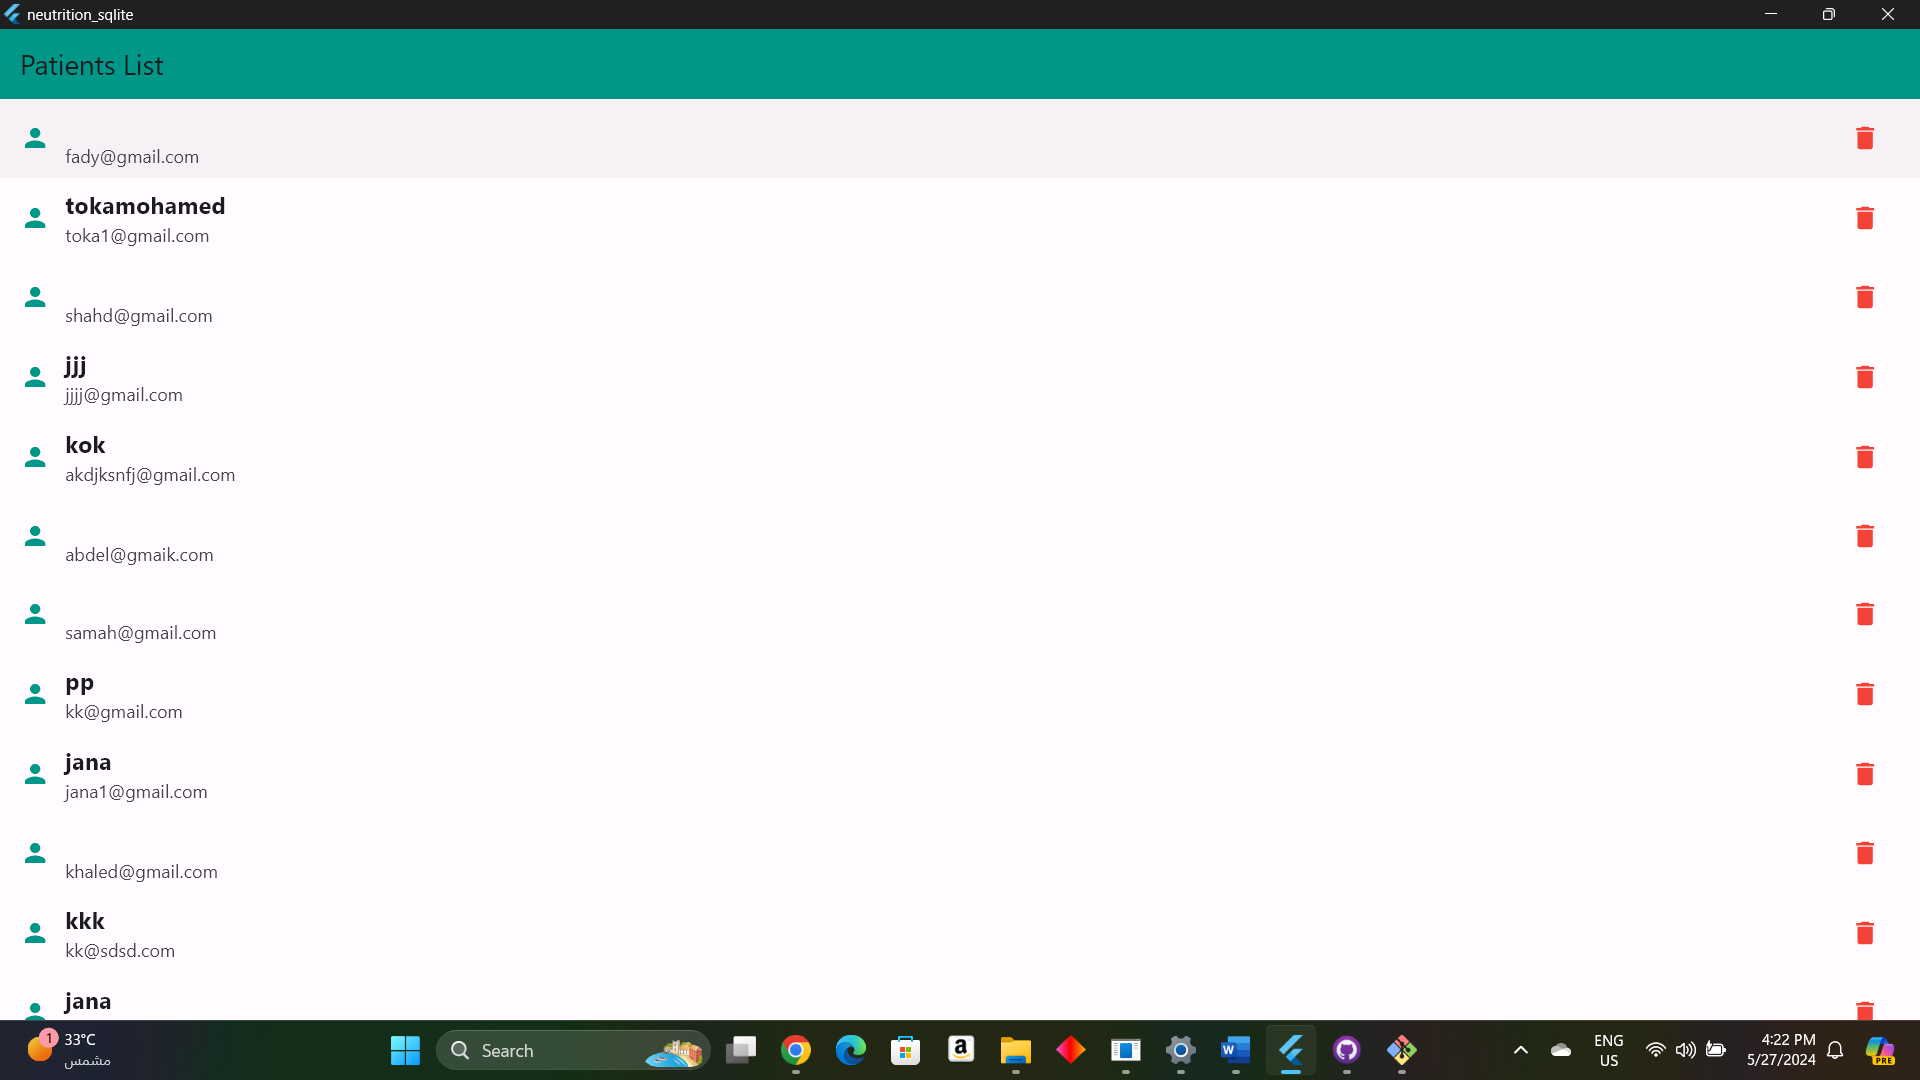 neutrition_sqlite
Patients List
fady@gmail.com
tokamohamed
toka1@gmail.com
shahd@gmail.com
jjj
jjjj@gmail.com
kok
akdjksnfj@gmail.com
abdel@gmaik.com
samah@gmail.com
pp
kk@gmail.com
jana
jana1@gmail.com
khaled@gmail.com
kkk
kk@sdsd.com
jana
1
33°C
مشمس
Search
a
W
ENG
US
4:22 PM
5/27/2024
PRE